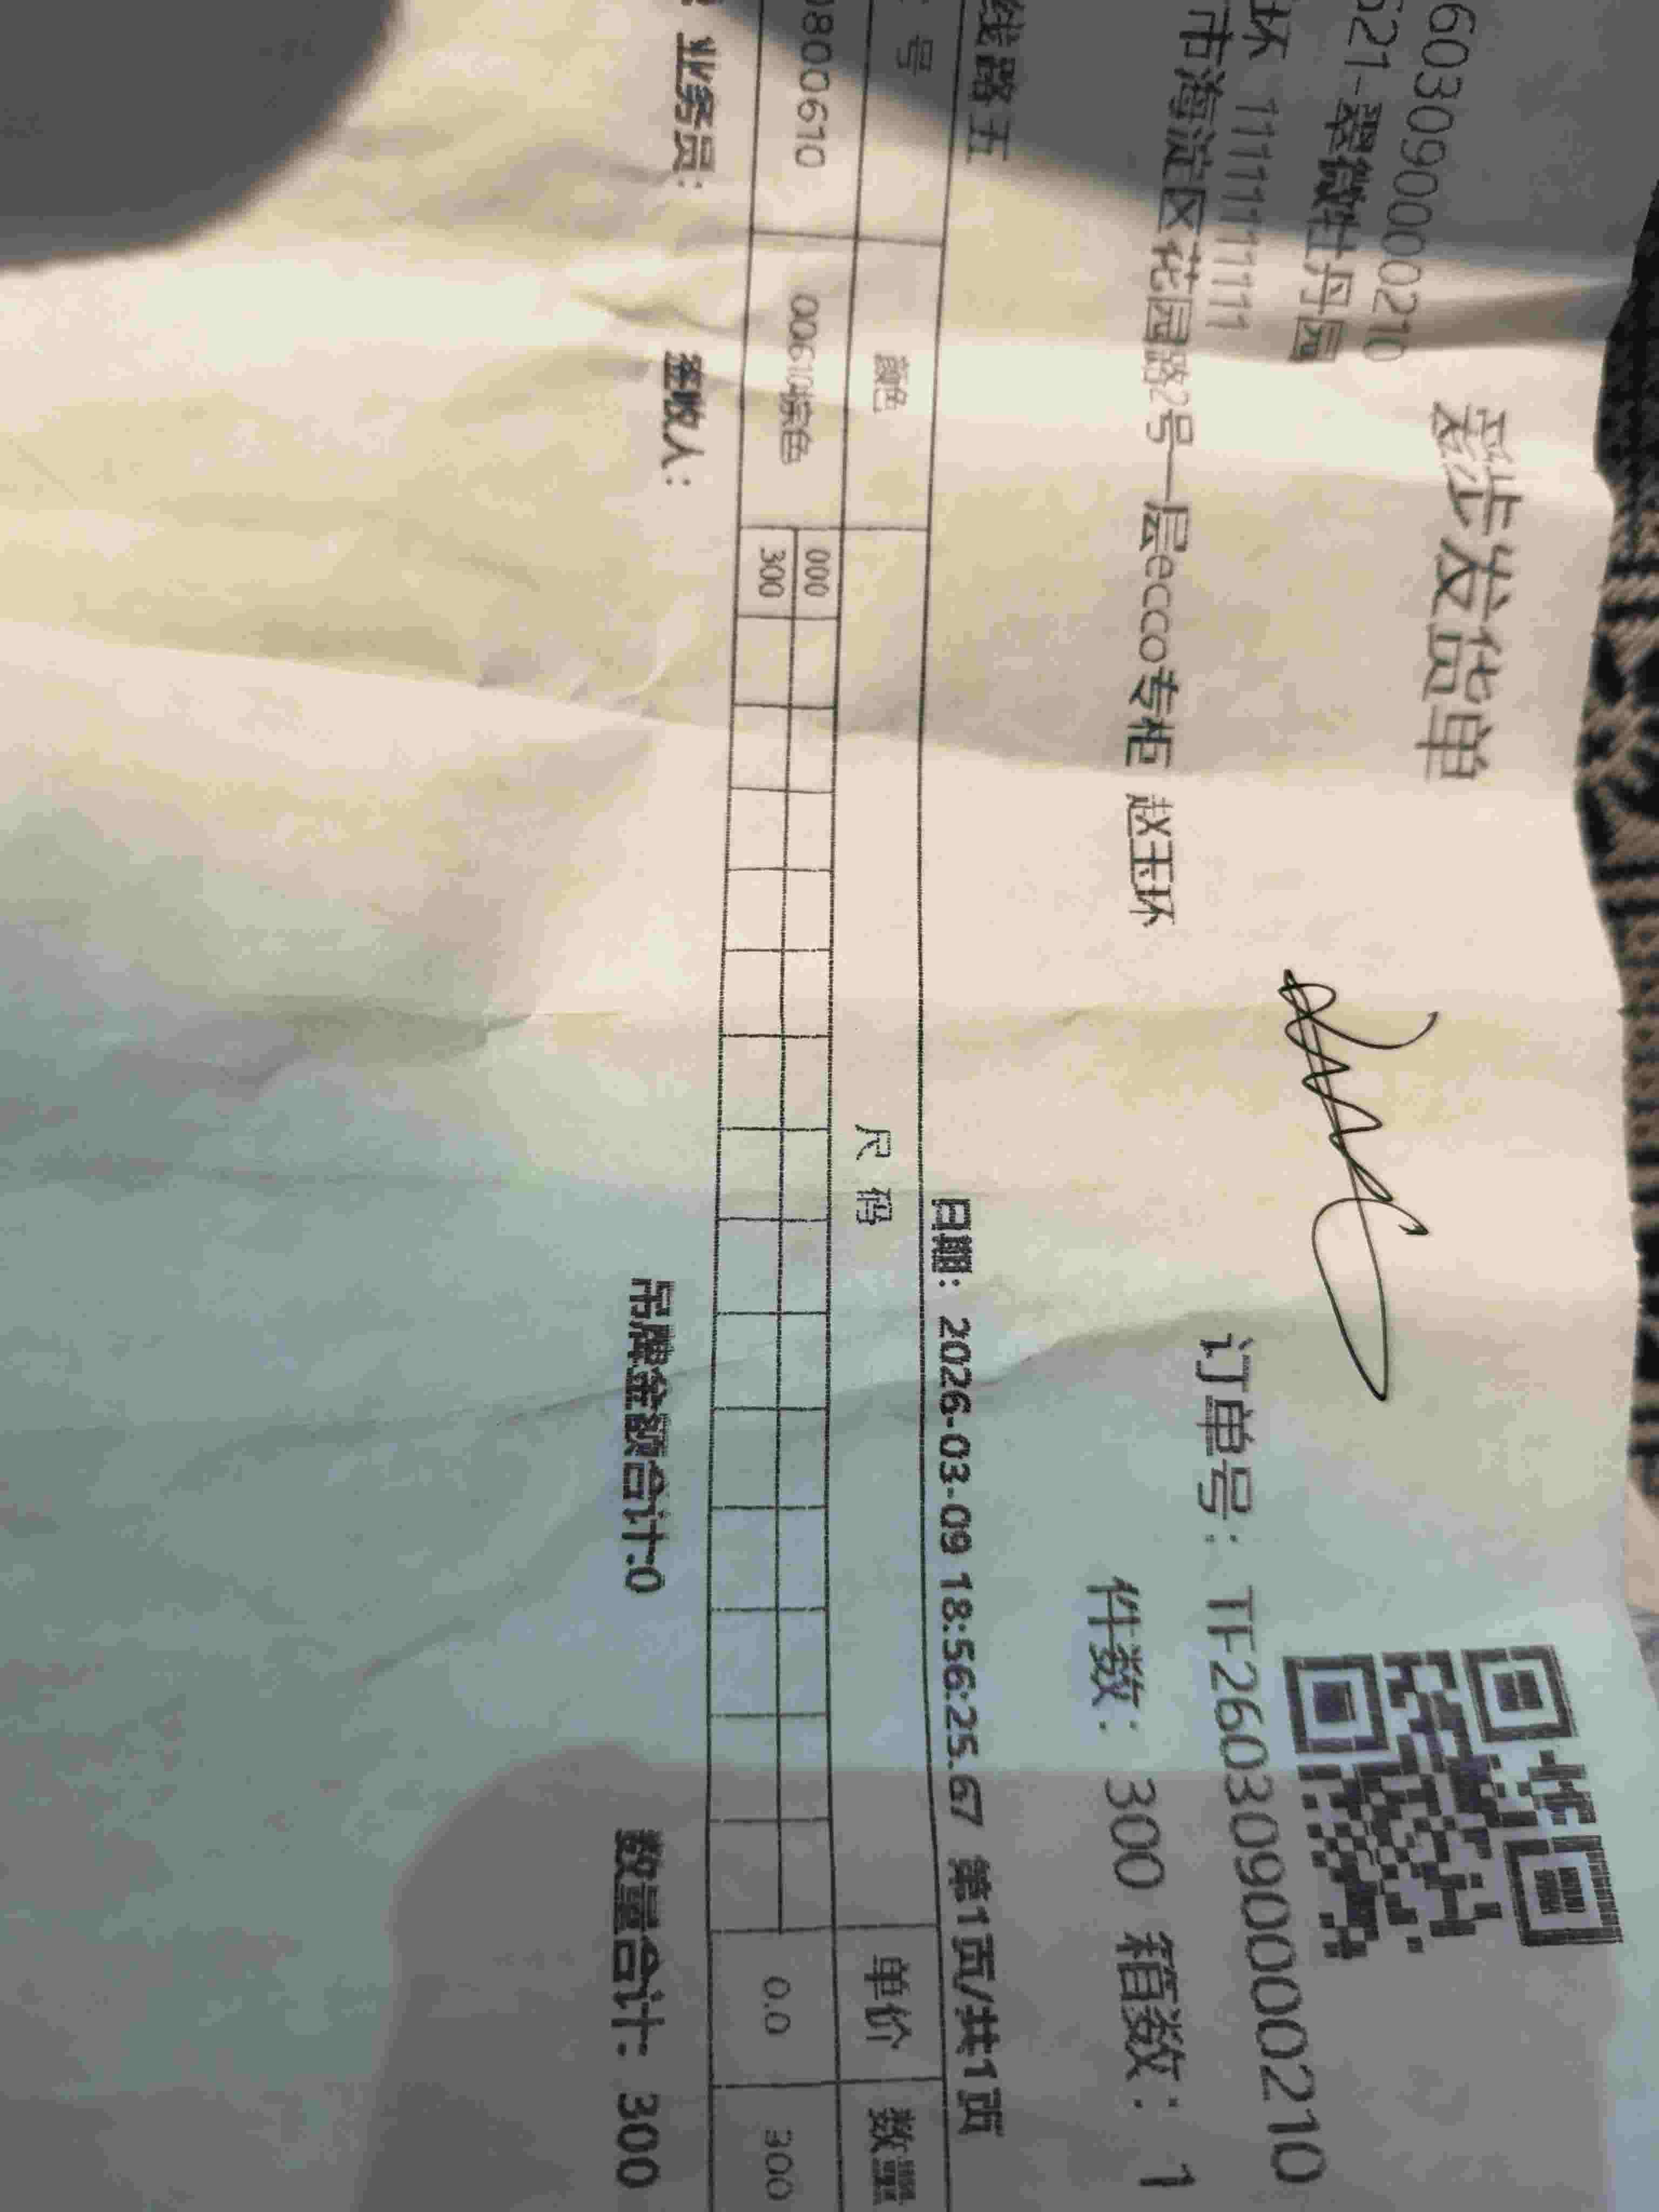 爱步发货单
603090000210
621-翠微牡丹园
订单号: TF2603090000210
环 11111111111
件数: 300 箱数: 1
市海淀区花园路2号一层ecco专柜 赵玉环
线路五
日期: 2026-03-09 18:56:25.67 第1页/共1页
号 颜色 尺 码 单价 数量
0800610 00610棕色 000 0.0 300
300
业务员: 签收人: 吊牌金额合计:0 数量合计: 300